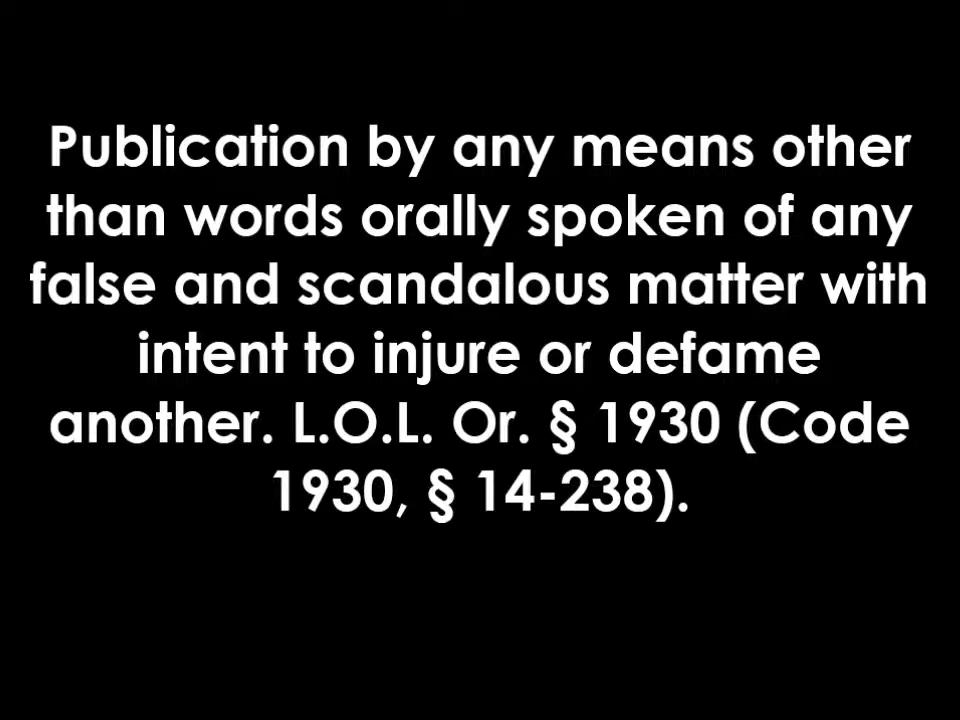 Publication by any means other
than words orally spoken of any
false and scandalous matter with
intent to injure or defame
another. L.O.L. Or. § 1930 (Code
1930, § 14-238).